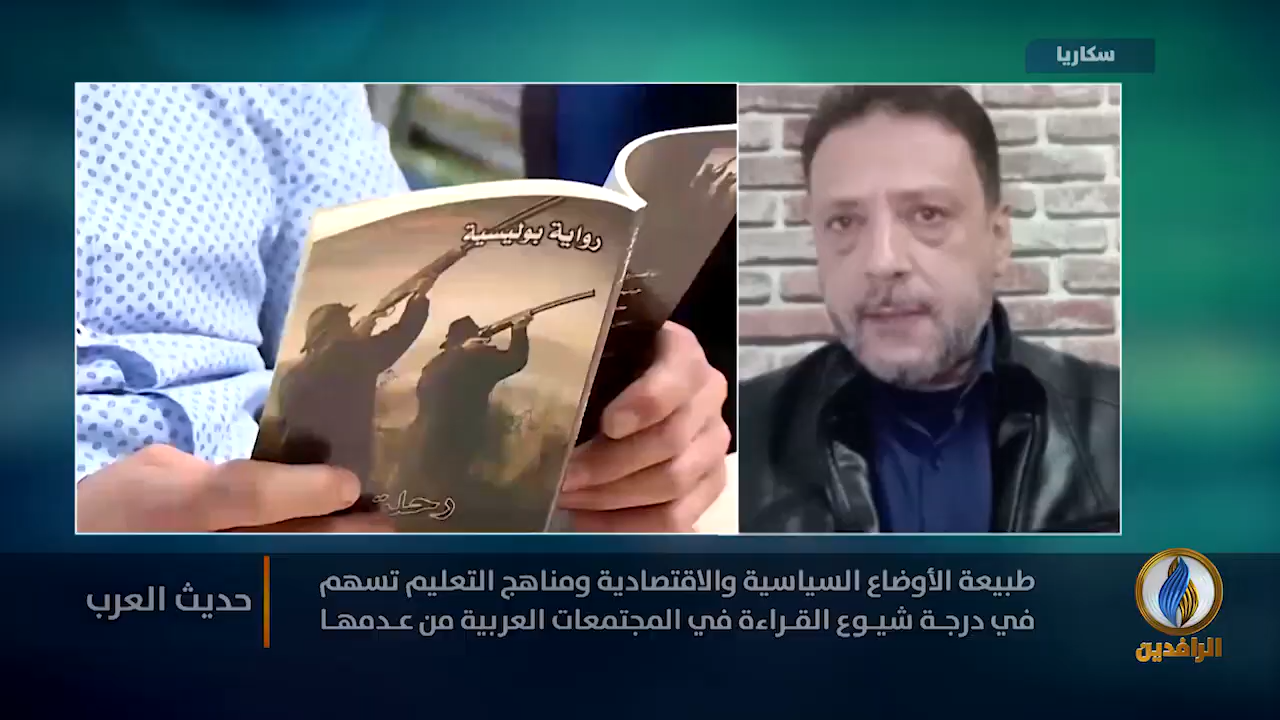 سكاريا
رواية بوليسية
رحلة
طبيعة الأوضاع السياسية والاقتصادية ومناهج التعليم تسهم
في درجة شيوع القراءة في المجتمعات العربية من عدمها
حديث العرب
الرافدين